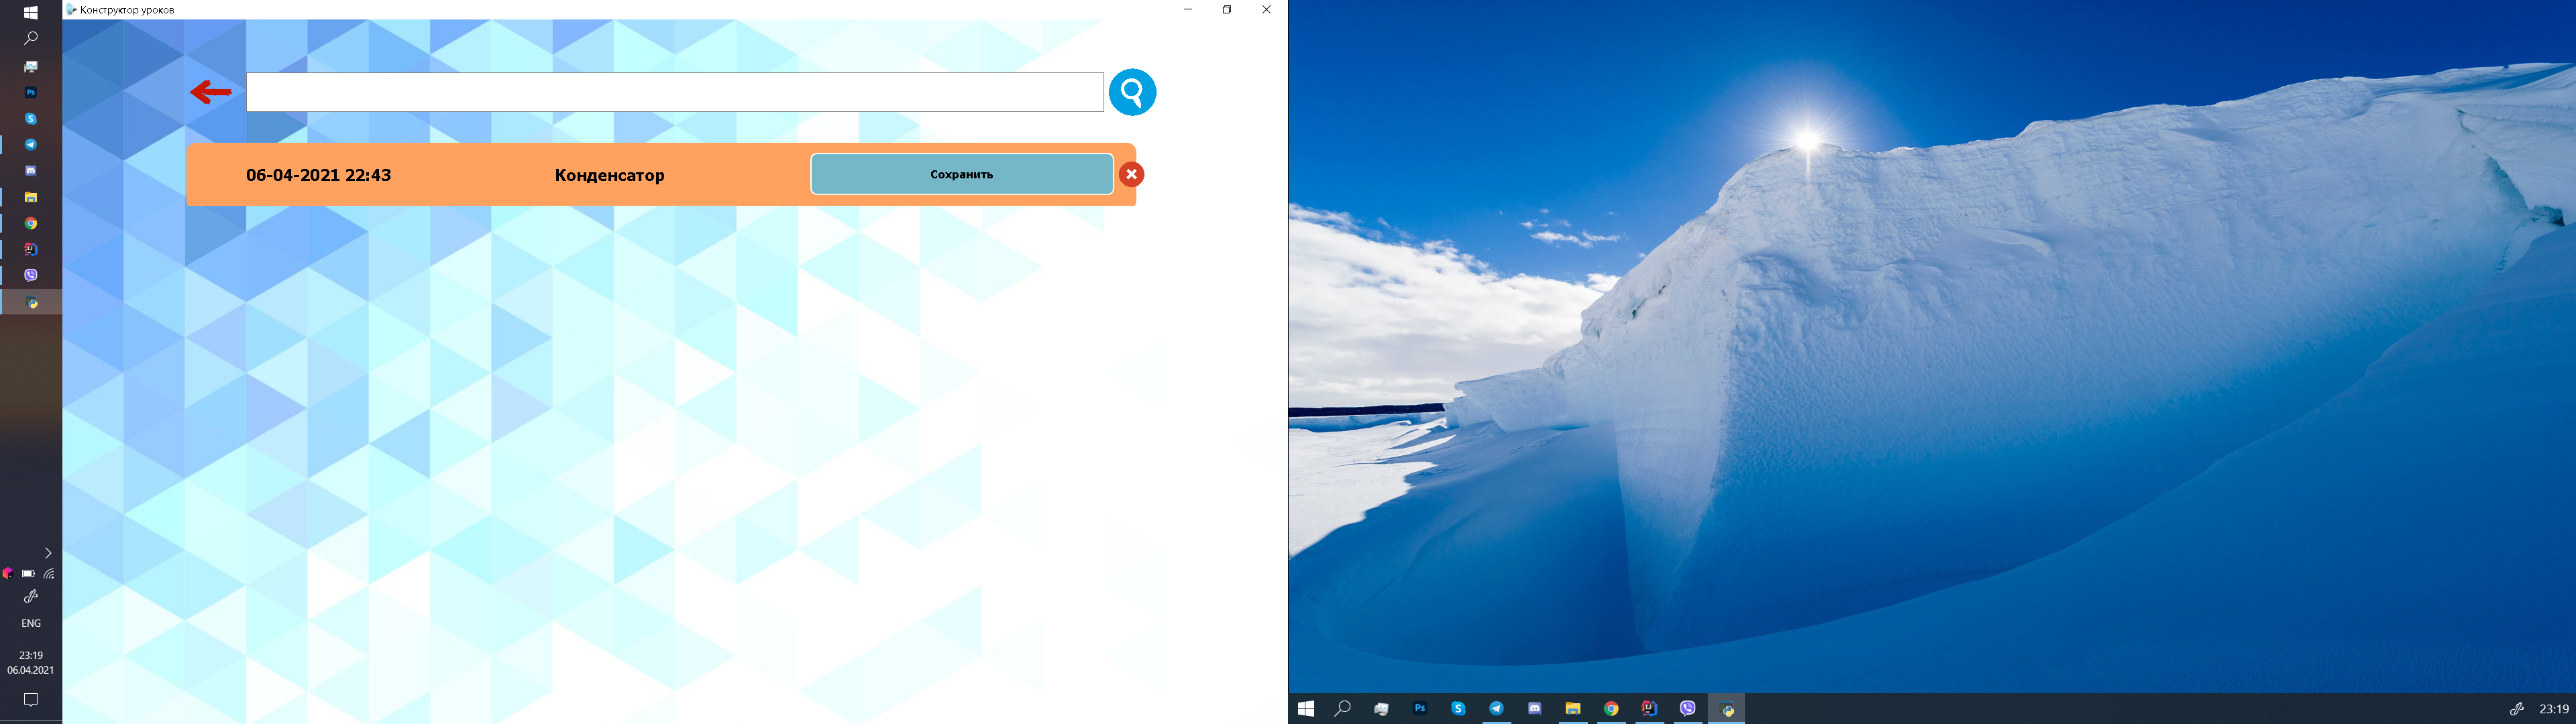 Конструктор уроков
06-04-2021 22:43
Конденсатор
Сохранить
ENG
23:19
06.04.2021
Ps
23:19